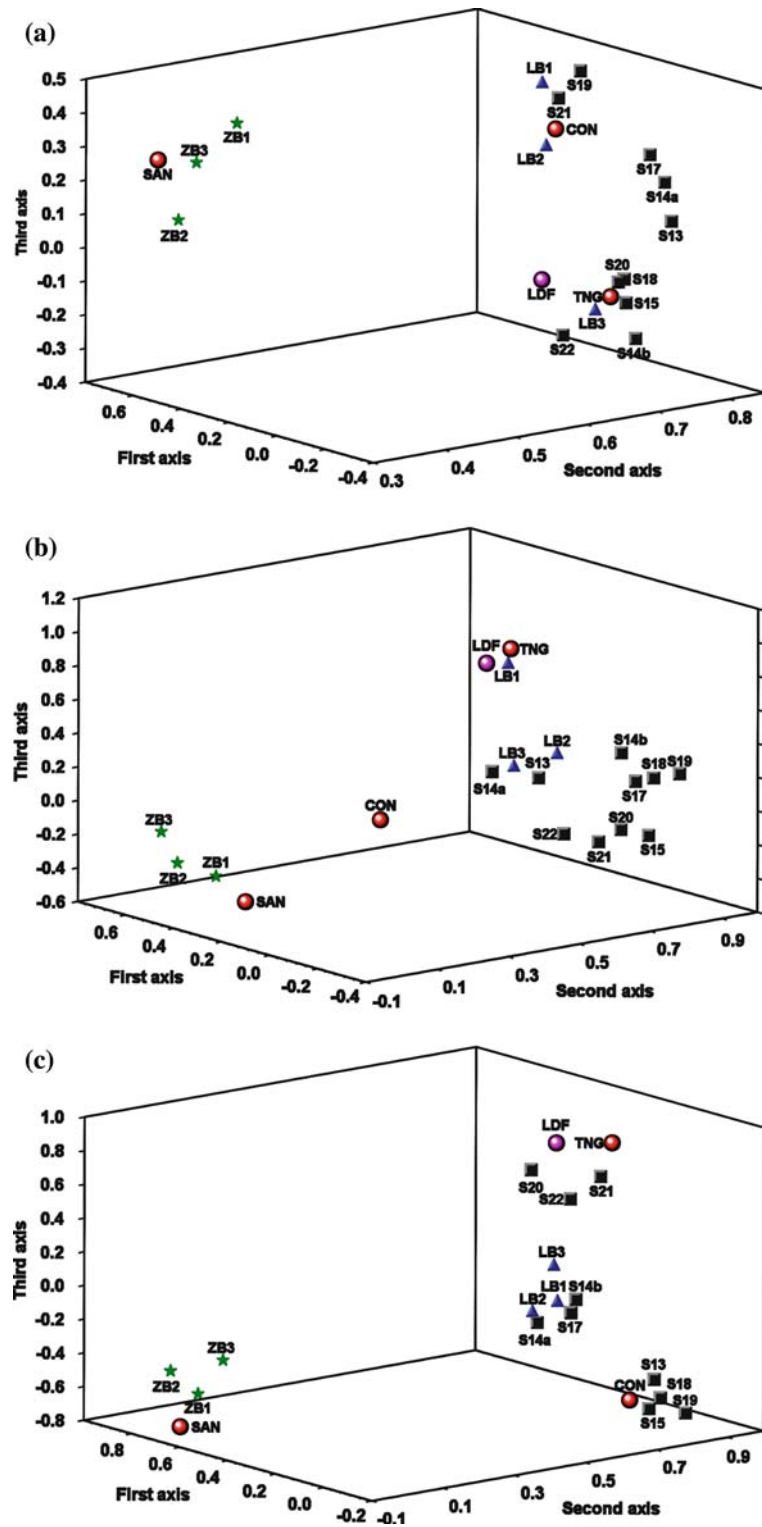 (a)
0.5
0.4
0.3
0.2
0.1
0.0
-0.1
-0.2
-0.3
-0.4
Third axis
ZB1
ZB3
SAN
ZB2
LB1
S19
S21
CON
LB2
S17
S14a
S13
S20
S18
LDF
TNG
S15
LB3
S22
S14b
0.6
0.4
0.2
0.0
-0.2
-0.4
First axis
0.3
0.4
0.5
0.6
0.7
0.8
Second axis
(b)
1.2
1.0
0.8
0.6
0.4
0.2
0.0
-0.2
-0.4
-0.6
Third axis
LDF
TNG
LB1
LB3
LB2
S14b
S13
S14a
S18
S19
S17
CON
ZB3
ZB1
ZB2
SAN
S22
S20
S21
S15
0.6
0.4
0.2
0.0
-0.2
-0.4
First axis
-0.1
0.1
0.3
0.5
0.7
0.9
Second axis
(c)
1.0
0.8
0.6
0.4
0.2
0.0
-0.2
-0.4
-0.6
-0.8
Third axis
LDF
TNG
S20
S22
S21
LB3
LB1
S14b
LB2
S17
S14a
ZB3
ZB2
ZB1
SAN
S13
CON
S18
S19
S15
0.8
0.6
0.4
0.2
0.0
-0.2
First axis
-0.1
0.1
0.3
0.5
0.7
0.9
Second axis